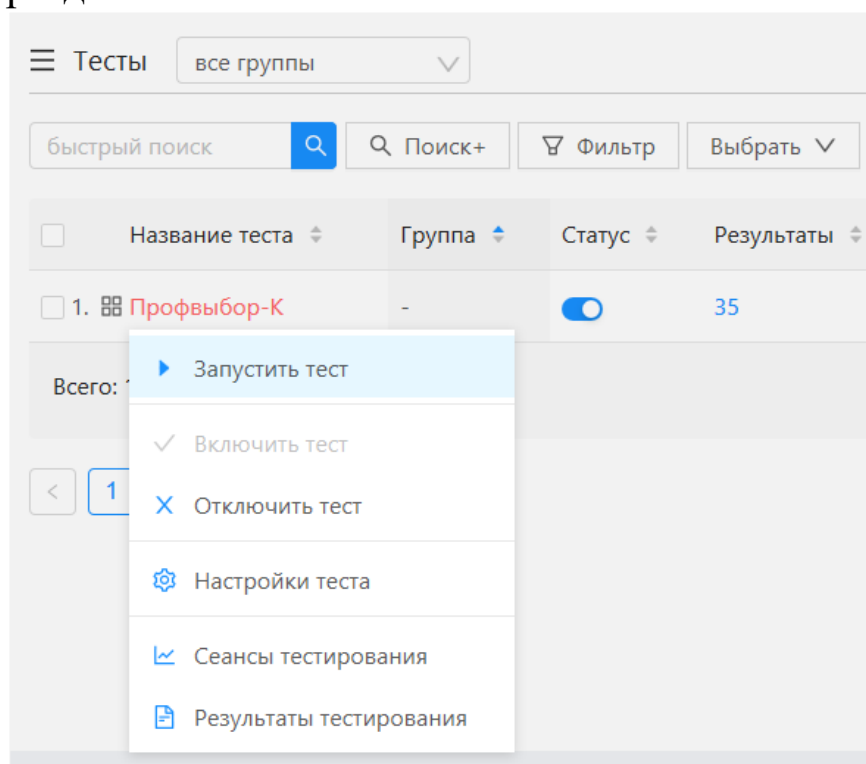 Тесты все группы
быстрый поиск Поиск+ Фильтр Выбрать
Название теста Группа Статус Результаты
1. Профвыбор-К - 35
Запустить тест
Всего:
Включить тест
< 1
Отключить тест
Настройки теста
Сеансы тестирования
Результаты тестирования